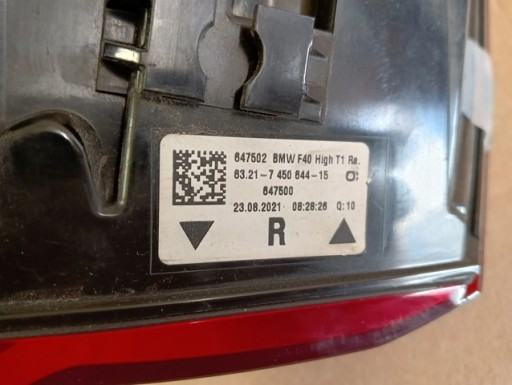 647502 BMW F40 High T1 Re.
63.21-7 450 644-15
647500
23.08.2021 08:28:26 Q:10
R